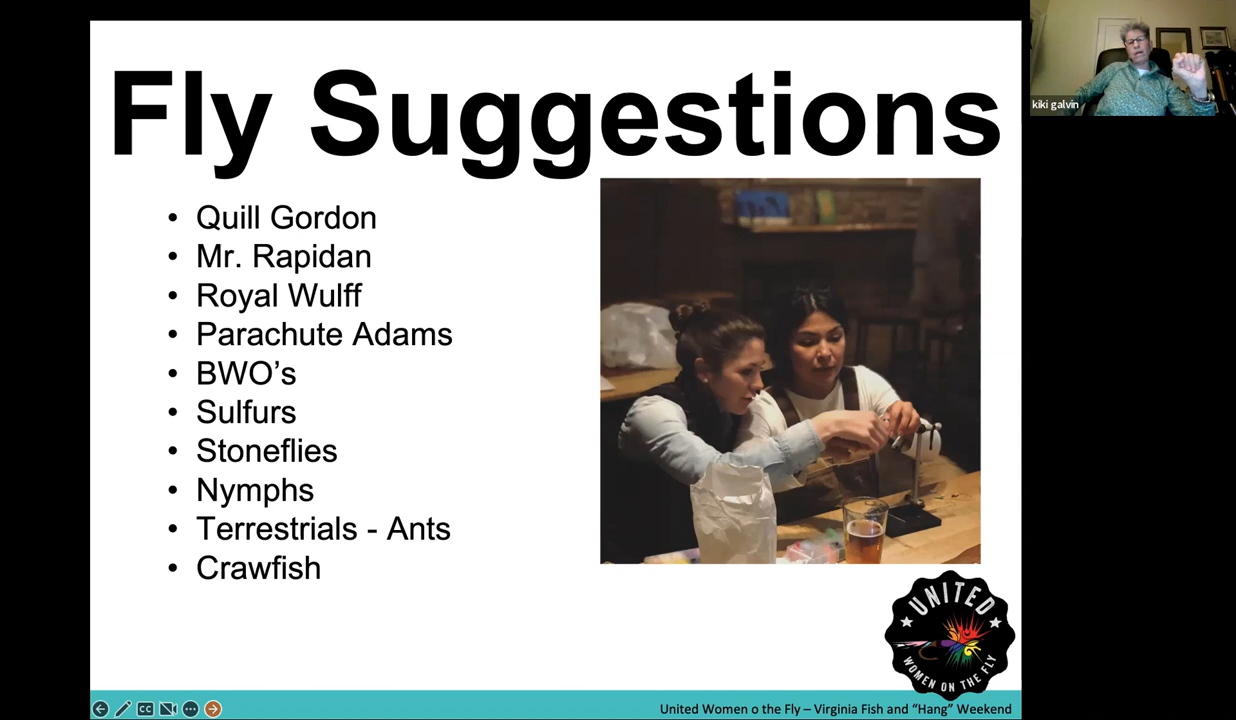 Fly Suggestions
• Quill Gordon
• Mr. Rapidan
• Royal Wulff
• Parachute Adams
• BWO’s
• Sulfurs
• Stoneflies
• Nymphs
• Terrestrials - Ants
• Crawfish
UNITED
WOMEN ON THE FLY
CC
United Women o the Fly – Virginia Fish and “Hang” Weekend
kiki galvin